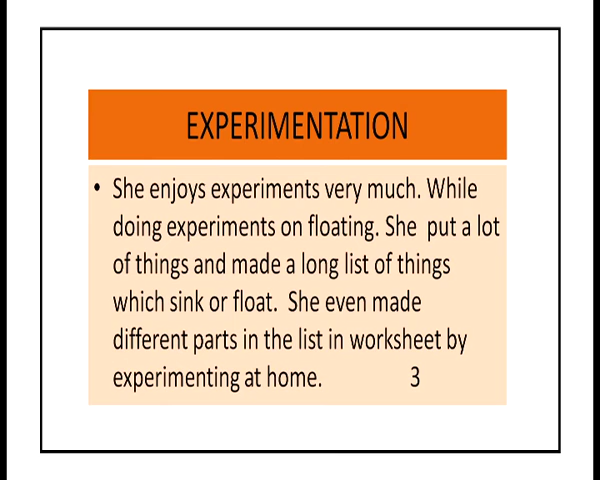 EXPERIMENTATION
• She enjoys experiments very much. While
doing experiments on floating. She  put a lot
of things and made a long list of things
which sink or float.  She even made
different parts in the list in worksheet by
experimenting at home.          3